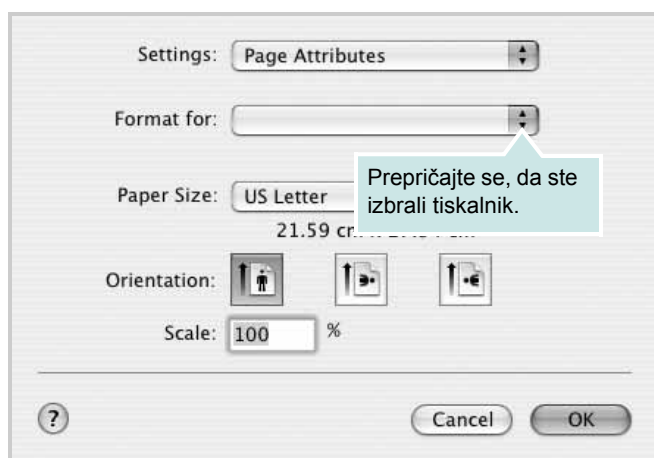 Settings: Page Attributes
Format for:
Prepričajte se, da ste
izbrali tiskalnik.
Paper Size: US Letter
21.59 cm
Orientation:
Scale: 100 %
? Cancel OK